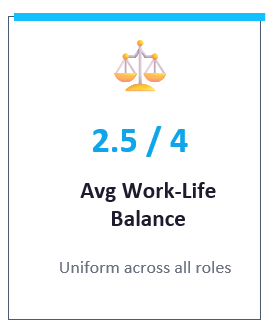 2.5 / 4
Avg Work-Life
Balance
Uniform across all roles